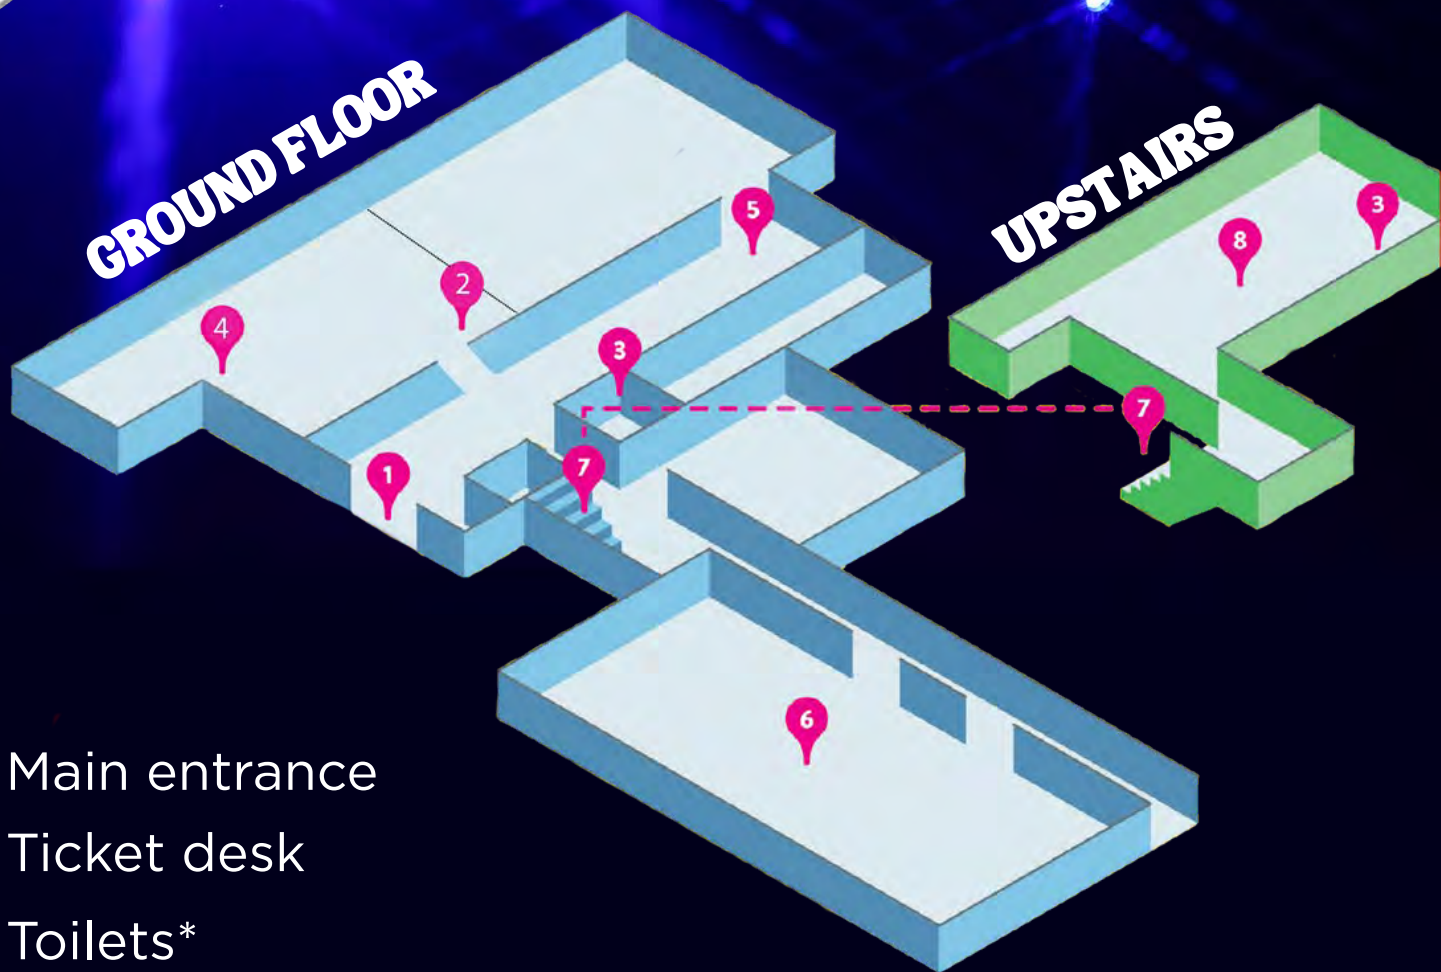 GROUND FLOOR
UPSTAIRS
5
3
8
2
4
3
7
1
7
6
Main entrance
Ticket desk
Toilets*